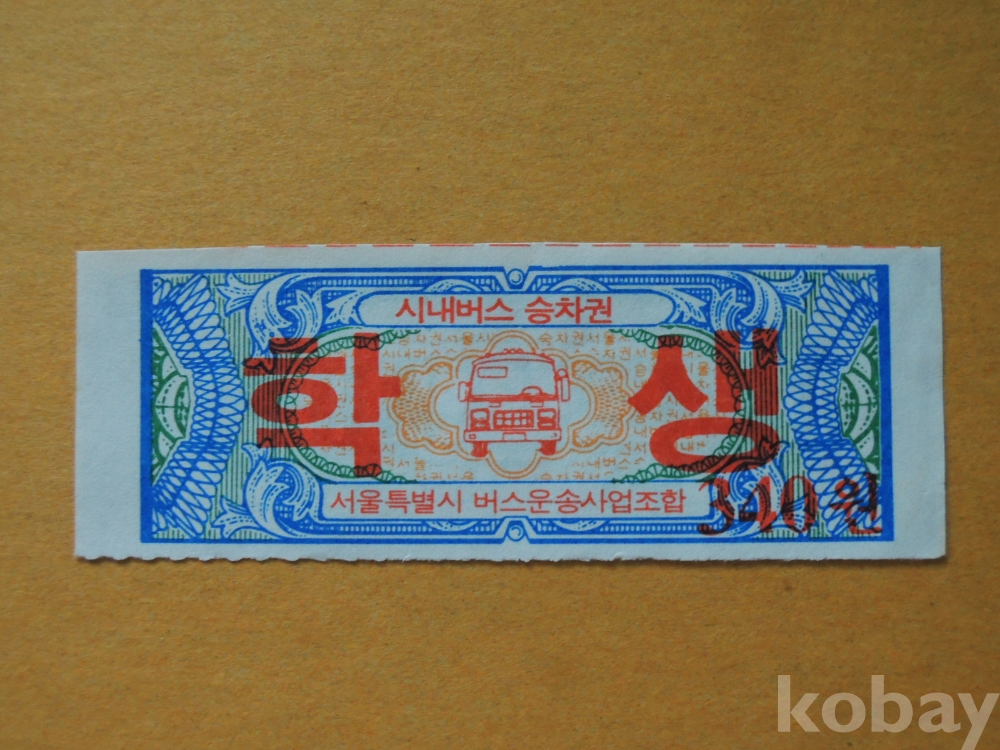 시내버스 승차권
학생
서울특별시 버스운송사업조합
340원
kobay